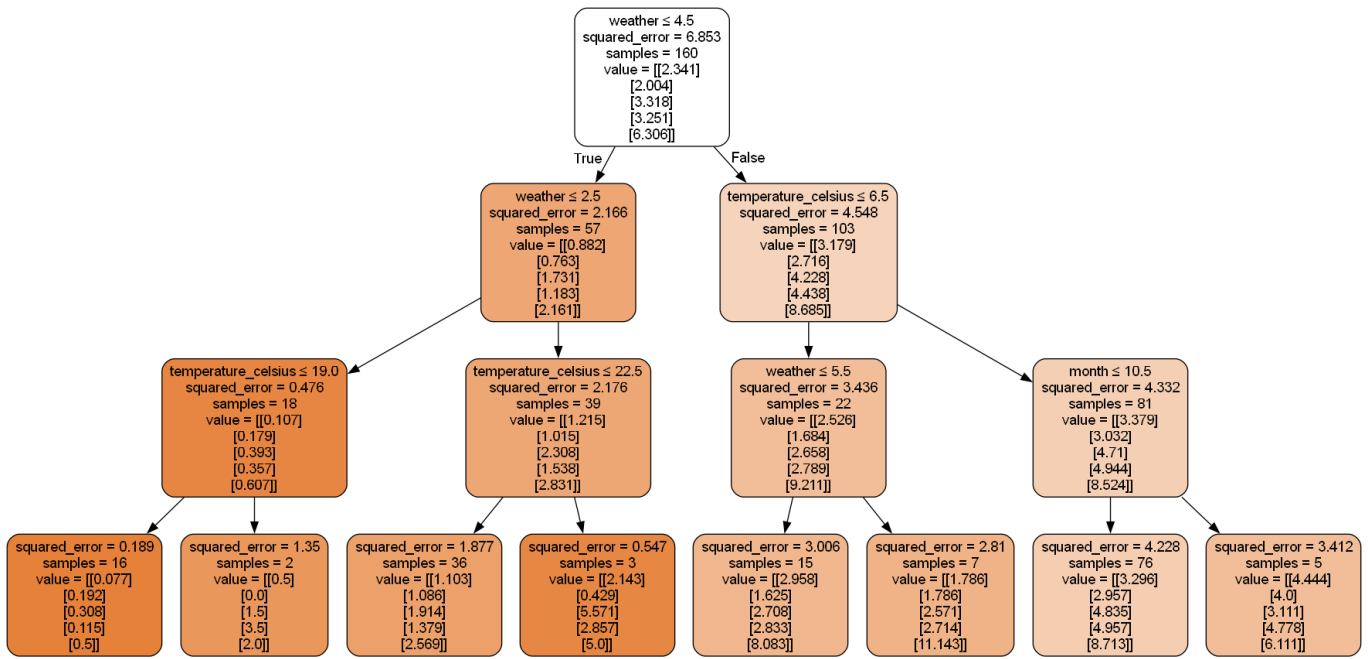 weather ≤ 4.5
squared_error = 6.853
samples = 160
value = [[2.341]
[2.004]
[3.318]
[3.251]
[6.306]]
True
False
weather ≤ 2.5
squared_error = 2.166
samples = 57
value = [[0.882]
[0.763]
[1.731]
[1.183]
[2.161]]
temperature_celsius ≤ 6.5
squared_error = 4.548
samples = 103
value = [[3.179]
[2.716]
[4.228]
[4.438]
[8.685]]
temperature_celsius ≤ 19.0
squared_error = 0.476
samples = 18
value = [[0.107]
[0.179]
[0.393]
[0.357]
[0.607]]
temperature_celsius ≤ 22.5
squared_error = 2.176
samples = 39
value = [[1.215]
[1.015]
[2.308]
[1.538]
[2.831]]
weather ≤ 5.5
squared_error = 3.436
samples = 22
value = [[2.526]
[1.684]
[2.658]
[2.789]
[9.211]]
month ≤ 10.5
squared_error = 4.332
samples = 81
value = [[3.379]
[3.032]
[4.71]
[4.944]
[8.524]]
squared_error = 0.189
samples = 16
value = [[0.077]
[0.192]
[0.308]
[0.115]
[0.5]]
squared_error = 1.35
samples = 2
value = [[0.5]
[0.0]
[1.5]
[3.5]
[2.0]]
squared_error = 1.877
samples = 36
value = [[1.103]
[1.086]
[1.914]
[1.379]
[2.569]]
squared_error = 0.547
samples = 3
value = [[2.143]
[0.429]
[5.571]
[2.857]
[5.0]]
squared_error = 3.006
samples = 15
value = [[2.958]
[1.625]
[2.708]
[2.833]
[8.083]]
squared_error = 2.81
samples = 7
value = [[1.786]
[1.786]
[2.571]
[2.714]
[11.143]]
squared_error = 4.228
samples = 76
value = [[3.296]
[2.957]
[4.835]
[4.957]
[8.713]]
squared_error = 3.412
samples = 5
value = [[4.444]
[4.0]
[3.111]
[4.778]
[6.111]]